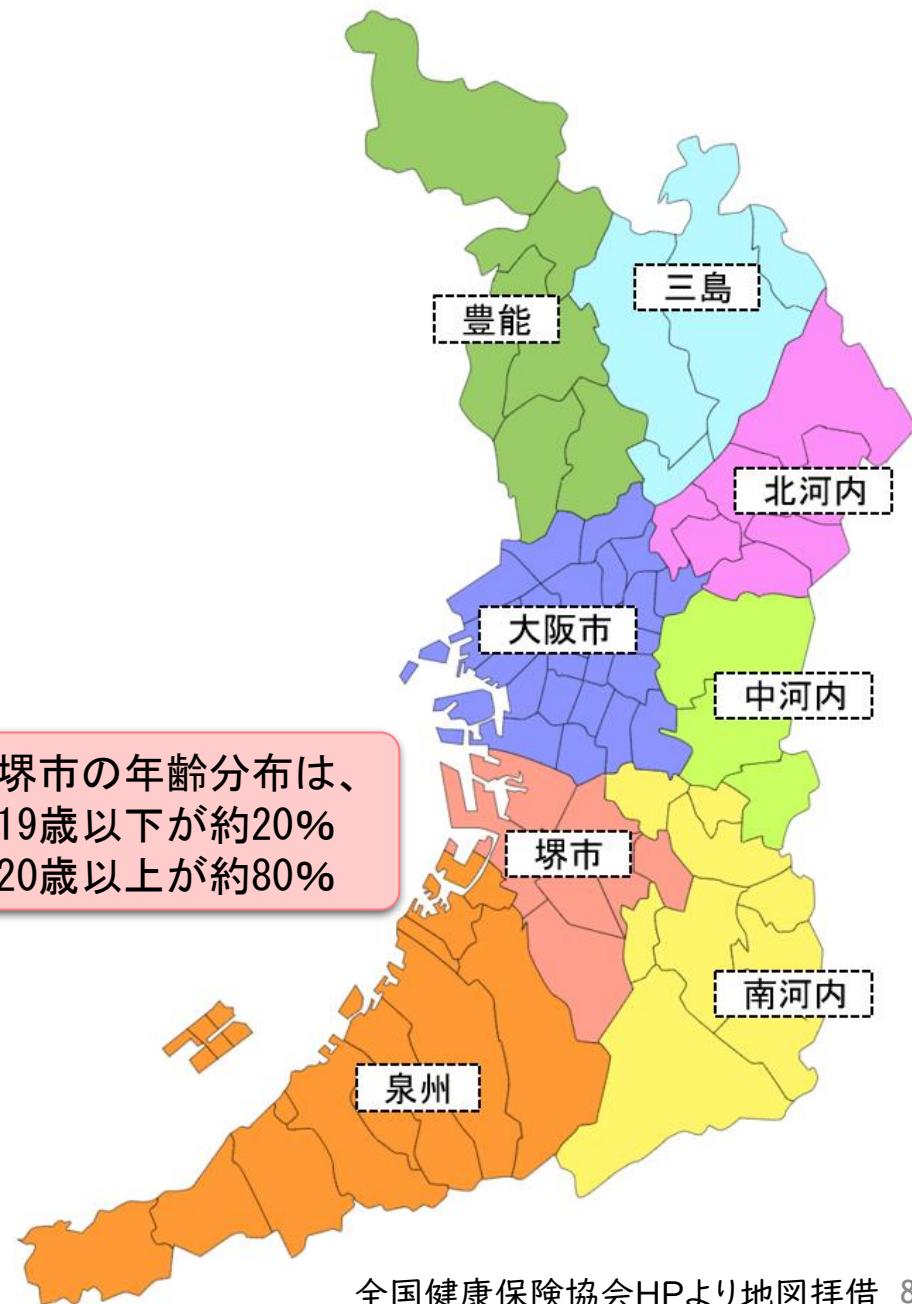 三島
豊能
北河内
大阪市
中河内
堺市の年齢分布は、
19歳以下が約20%
20歳以上が約80%
堺市
南河内
泉州
全国健康保険協会HPより地図拝借 8